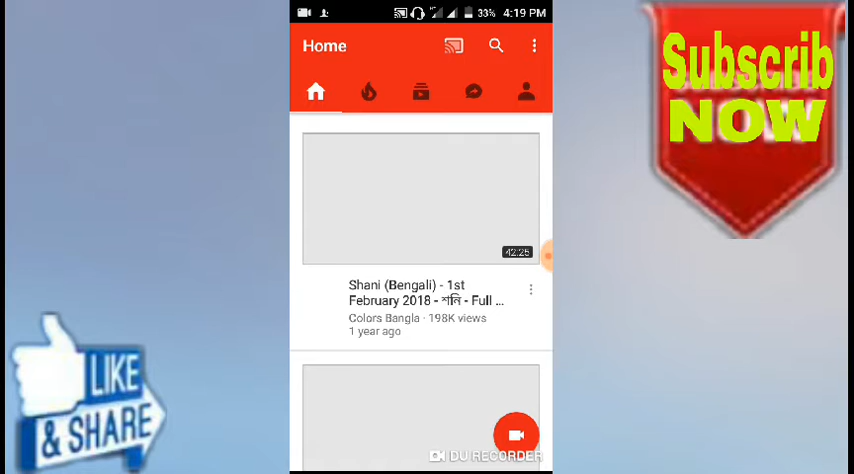 33% 4:19 PM
Home
Subscrib
NOW
42:25
Shani (Bengali) - 1st
February 2018 - শনি - Full ...
Colors Bangla · 198K views
1 year ago
LIKE
& SHARE
DU RECORDER